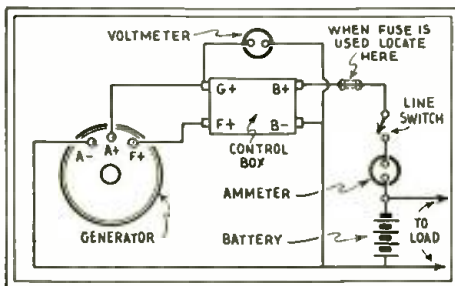 VOLTMETER
WHEN FUSE IS
USED LOCATE
HERE
G+
B+
F+
B-
CONTROL
BOX
LINE
SWITCH
A-
A+
F+
GENERATOR
AMMETER
BATTERY
TO
LOAD